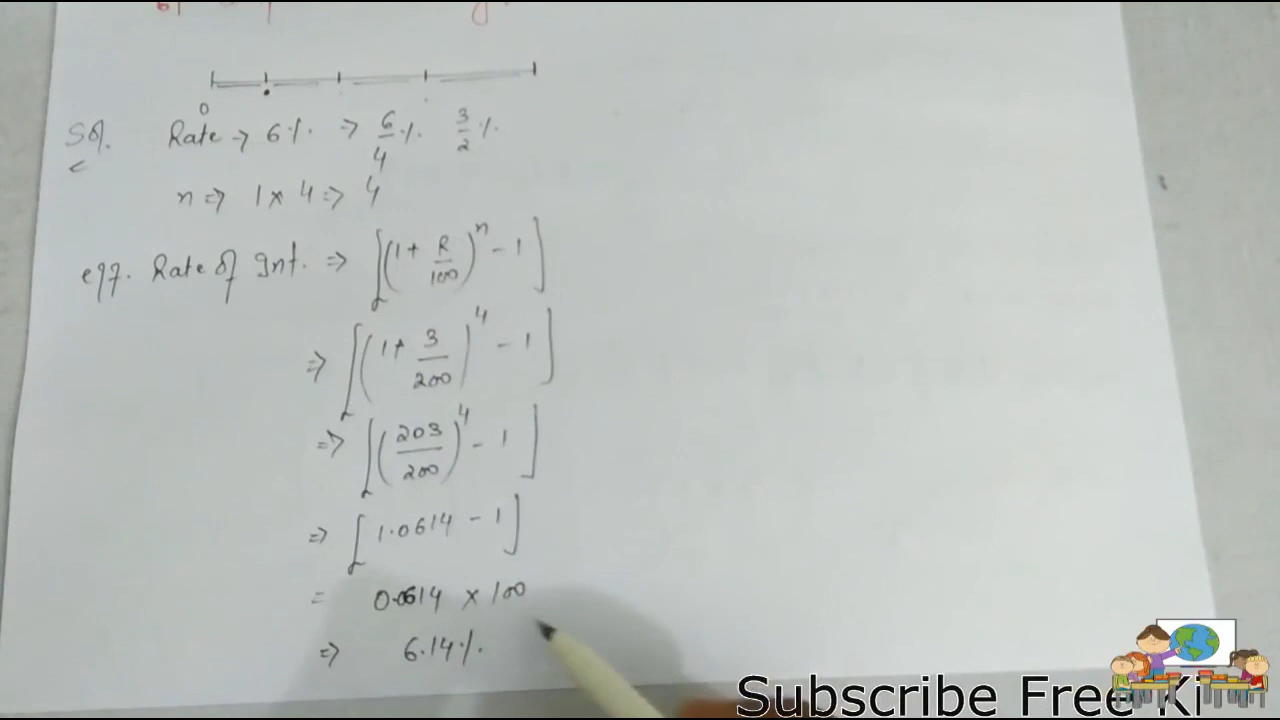 0
Sol. Rate → 6% ⇒ 6/4 % 3/2 %
n ⇒ 1 × 4 ⇒ 4
eff. Rate of Int. ⇒ [(1 + R/100)^n - 1]
⇒ [(1 + 3/200)^4 - 1]
⇒ [(203/200)^4 - 1]
⇒ [1.0614 - 1]
= 0.0614 × 100
⇒ 6.14%
Subscribe Free Ki